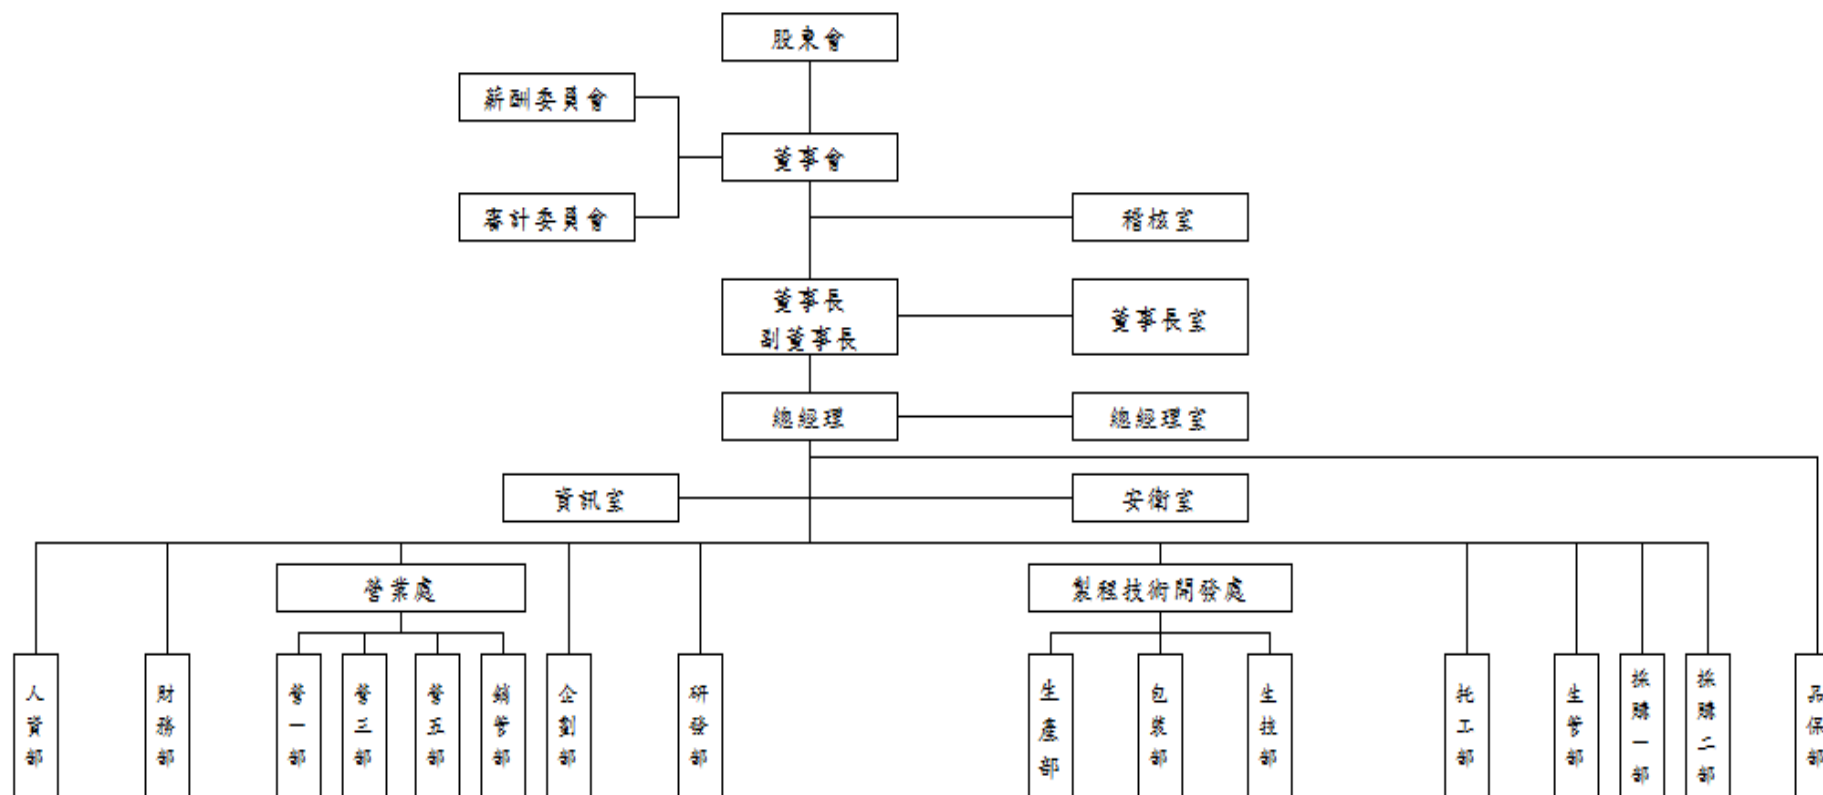 股東會
薪酬委員會
董事會
審計委員會
稽核室
董事長
副董事長
董事長室
總經理
總經理室
資訊室
安衛室
營業處
製程技術開發處
人資部
財務部
營一部
營三部
營五部
銷管部
企劃部
研發部
生產部
包裝部
生技部
托工部
生管部
採購一部
採購二部
品保部